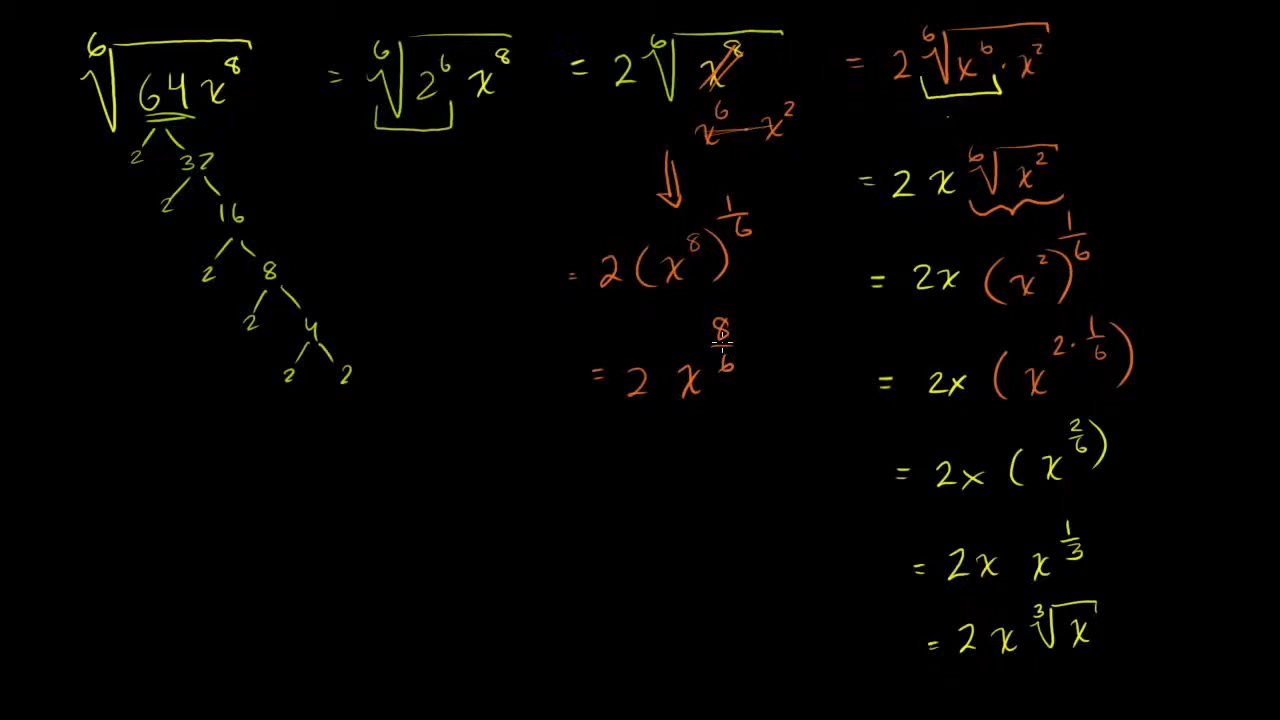 ⁶√(64x⁸) = ⁶√(2⁶ x⁸) = 2 ⁶√(x⁸) = 2 ⁶√(x⁶ · x²)
x⁶ · x²
2 32
2 16
2 8
2 4
2 2
⇓
= 2 (x⁸)^(1/6)
= 2 x^(8/6)
= 2 x ⁶√(x²)
= 2x (x²)^(1/6)
= 2x (x^(2 · 1/6))
= 2x (x^(2/6))
= 2x x^(1/3)
= 2x ³√x